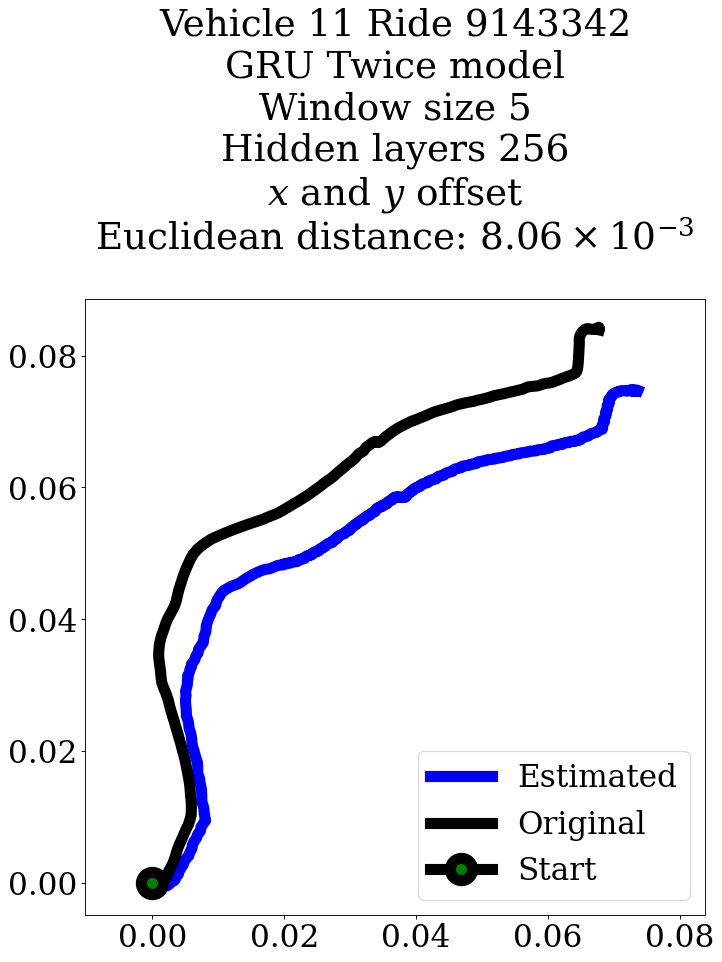 Vehicle 11 Ride 9143342
GRU Twice model
Window size 5
Hidden layers 256
x and y offset
Euclidean distance: 8.06 × 10⁻³
0.08
0.06
0.04
0.02
0.00
Estimated
Original
Start
0.00 0.02 0.04 0.06 0.08